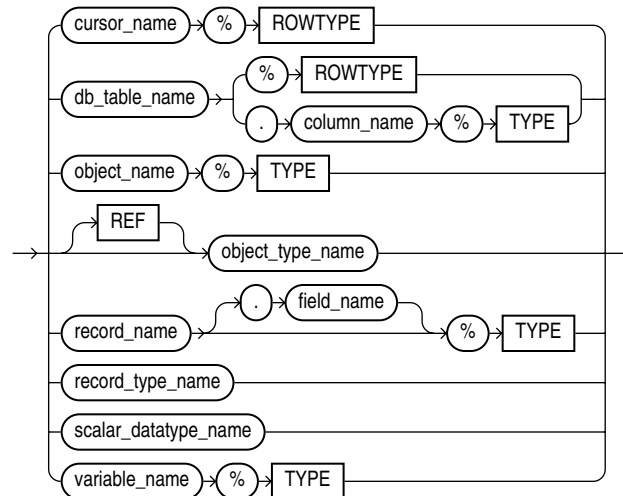 cursor_name % ROWTYPE
% ROWTYPE
db_table_name
. column_name % TYPE
object_name % TYPE
REF
object_type_name
. field_name
record_name % TYPE
record_type_name
scalar_datatype_name
variable_name % TYPE